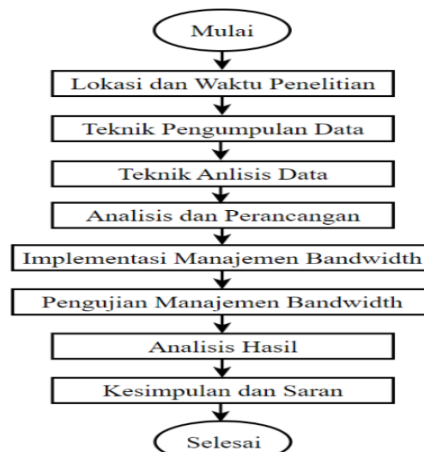 Mulai
Lokasi dan Waktu Penelitian
Teknik Pengumpulan Data
Teknik Anlisis Data
Analisis dan Perancangan
Implementasi Manajemen Bandwidth
Pengujian Manajemen Bandwidth
Analisis Hasil
Kesimpulan dan Saran
Selesai